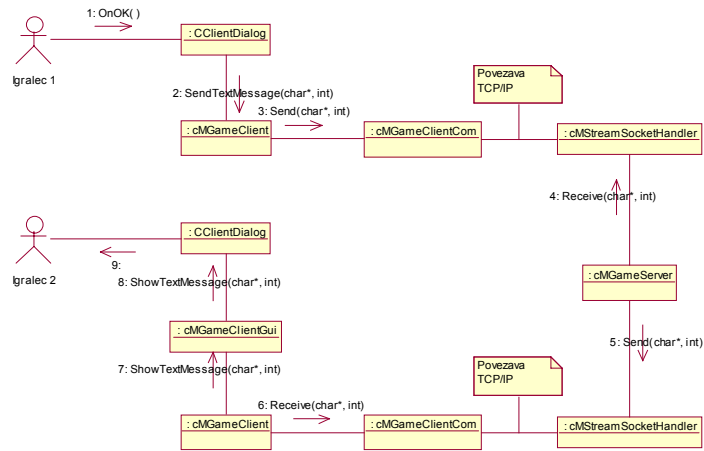 1: OnOK( )
: CClientDialog
Igralec 1
2: SendTextMessage(char*, int)
3: Send(char*, int)
Povezava
TCP/IP
: cMGameClient
: cMGameClientCom
: cMStreamSocketHandler
4: Receive(char*, int)
: CClientDialog
Igralec 2
9:
8: ShowTextMessage(char*, int)
: cMGameServer
: cMGameClientGui
5: Send(char*, int)
7: ShowTextMessage(char*, int)
Povezava
TCP/IP
6: Receive(char*, int)
: cMGameClient
: cMGameClientCom
: cMStreamSocketHandler